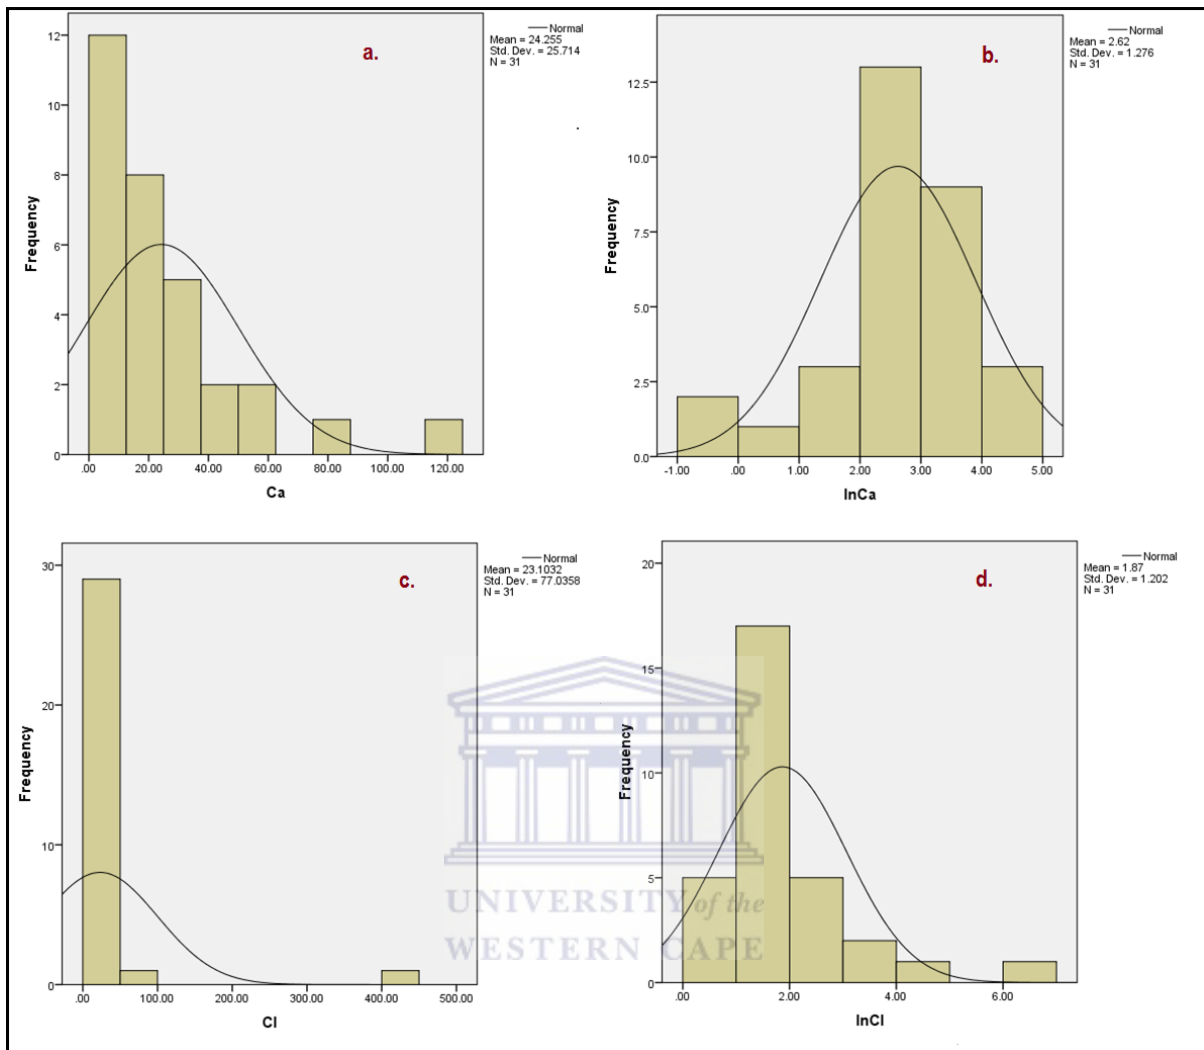 Normal
Mean = 24.255
Std. Dev. = 25.714
N = 31
a.
12
10
8
6
4
2
0
Frequency
.00 20.00 40.00 60.00 80.00 100.00 120.00
Ca
Normal
Mean = 2.62
Std. Dev. = 1.276
N = 31
b.
12.5
10.0
7.5
5.0
2.5
0.0
Frequency
-1.00 .00 1.00 2.00 3.00 4.00 5.00
lnCa
Normal
Mean = 23.1032
Std. Dev. = 77.0358
N = 31
c.
30
20
10
0
Frequency
.00 100.00 200.00 300.00 400.00 500.00
Cl
Normal
Mean = 1.87
Std. Dev. = 1.202
N = 31
d.
20
15
10
5
0
Frequency
.00 2.00 4.00 6.00
lnCl
UNIVERSITY of the
WESTERN CAPE